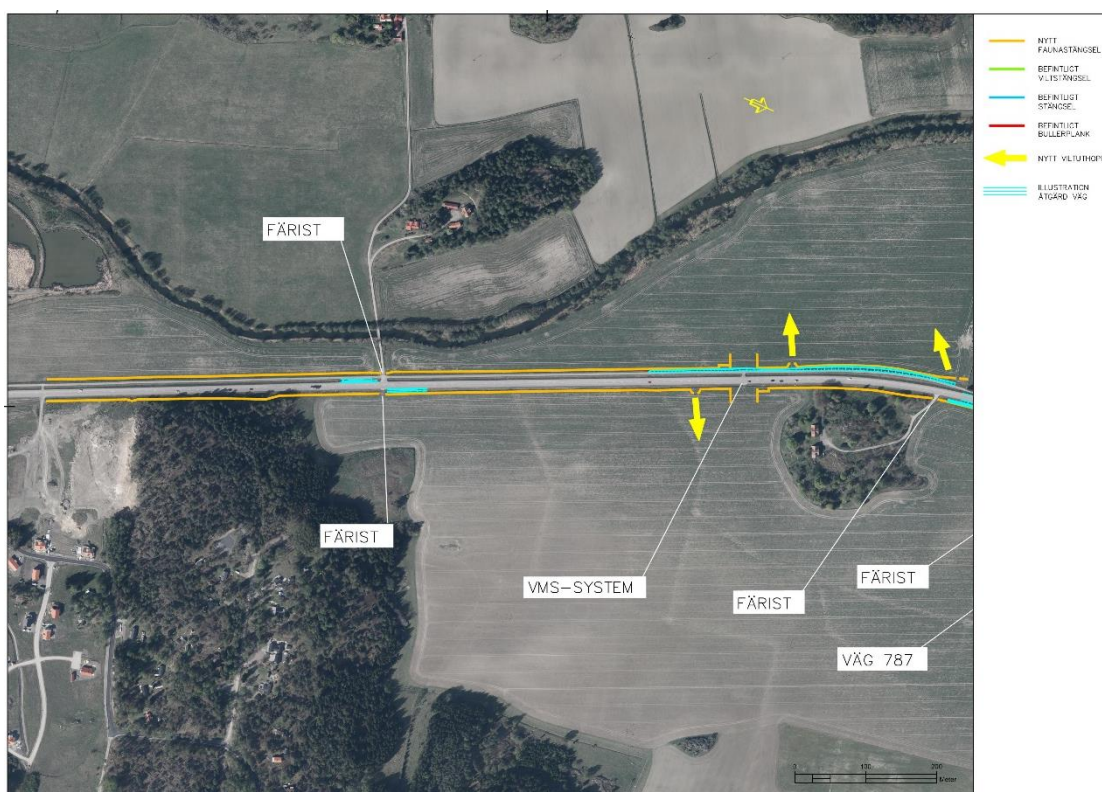 NYTT
FAUNASTÄNGSEL
BEFINTLIGT
VILTSTÄNGSEL
BEFINTLIGT
STÄNGSEL
BEFINTLIGT
BULLERPLANK
NYTT VILTUTHOPP
ILLUSTRATION
ÅTGÄRD VÄG
FÄRIST
FÄRIST
VMS-SYSTEM
FÄRIST
FÄRIST
VÄG 787
0 100 200
Meter